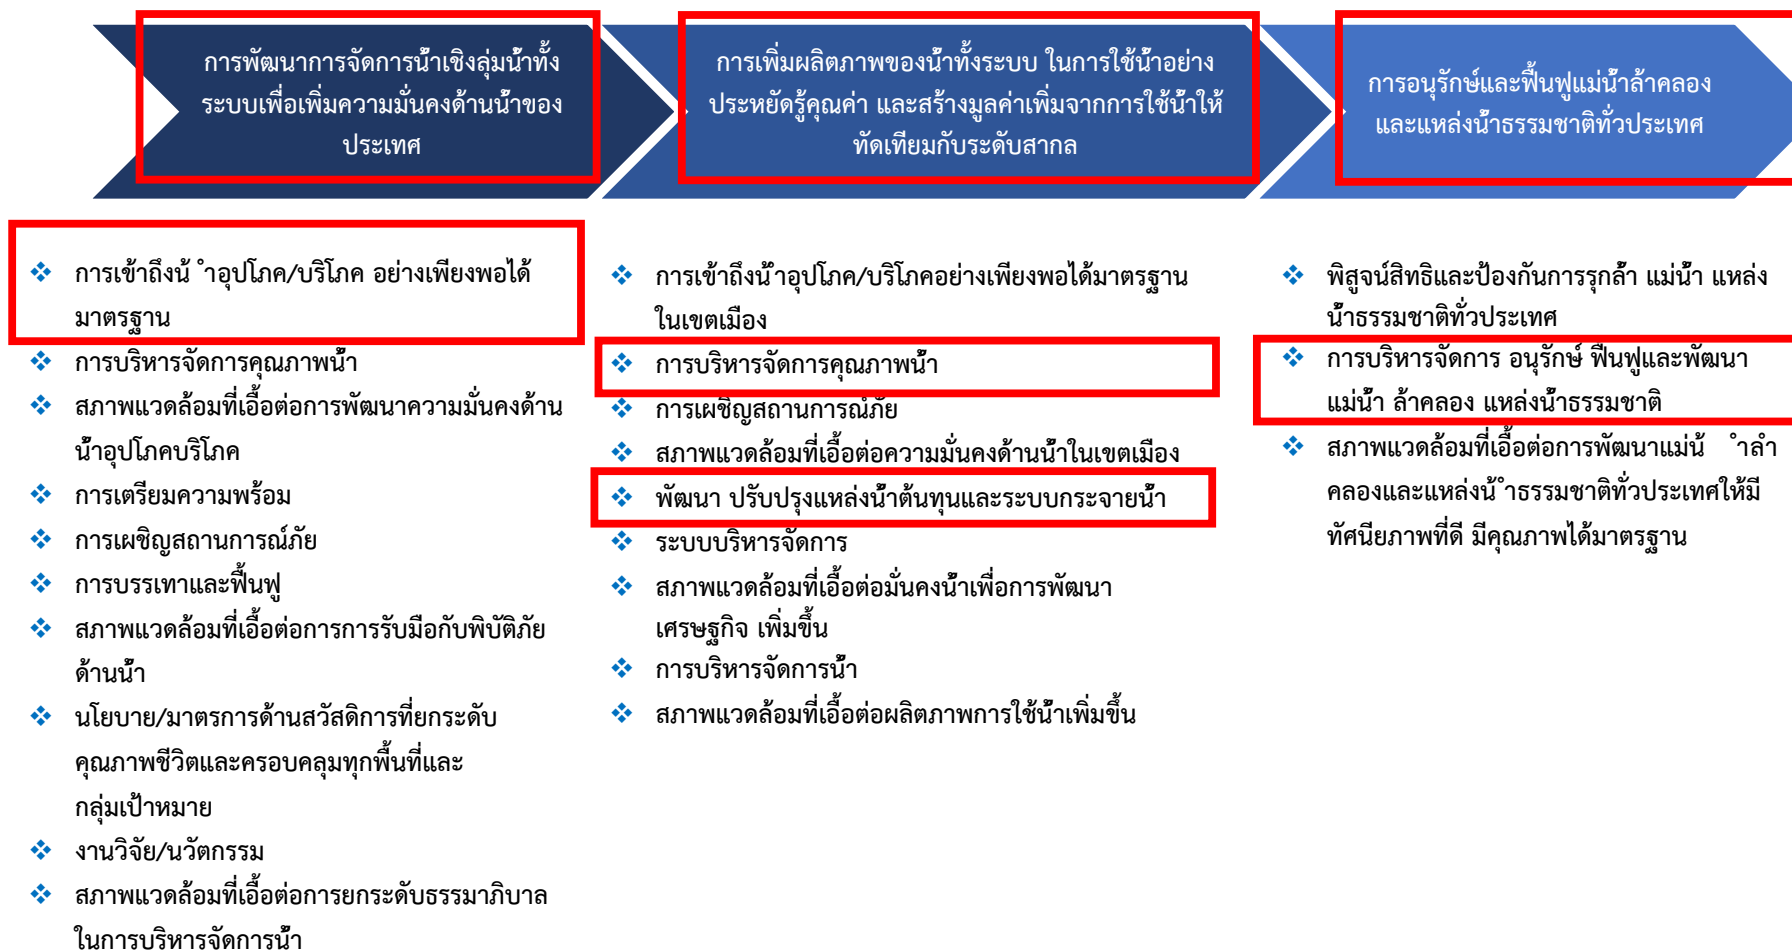 การพัฒนาการจัดการน้ำเชิงลุ่มน้ำทั้ง
ระบบเพื่อเพิ่มความมั่นคงด้านน้ำของ
ประเทศ
การเพิ่มผลิตภาพของน้ำทั้งระบบ ในการใช้น้ำอย่าง
ประหยัดรู้คุณค่า และสร้างมูลค่าเพิ่มจากการใช้น้ำให้
ทัดเทียมกับระดับสากล
การอนุรักษ์และฟื้นฟูแม่น้ำลำคลอง
และแหล่งน้ำธรรมชาติทั่วประเทศ
❖ การเข้าถึงน้ ำอุปโภค/บริโภค อย่างเพียงพอได้
มาตรฐาน
❖ การบริหารจัดการคุณภาพน้ำ
❖ สภาพแวดล้อมที่เอื้อต่อการพัฒนาความมั่นคงด้าน
น้ำอุปโภคบริโภค
❖ การเตรียมความพร้อม
❖ การเผชิญสถานการณ์ภัย
❖ การบรรเทาและฟื้นฟู
❖ สภาพแวดล้อมที่เอื้อต่อการการรับมือกับพิบัติภัย
ด้านน้ำ
❖ นโยบาย/มาตรการด้านสวัสดิการที่ยกระดับ
คุณภาพชีวิตและครอบคลุมทุกพื้นที่และ
กลุ่มเป้าหมาย
❖ งานวิจัย/นวัตกรรม
❖ สภาพแวดล้อมที่เอื้อต่อการยกระดับธรรมาภิบาล
ในการบริหารจัดการน้ำ
❖ การเข้าถึงน้ำอุปโภค/บริโภคอย่างเพียงพอได้มาตรฐาน
ในเขตเมือง
❖ การบริหารจัดการคุณภาพน้ำ
❖ การเผชิญสถานการณ์ภัย
❖ สภาพแวดล้อมที่เอื้อต่อความมั่นคงด้านน้ำในเขตเมือง
❖ พัฒนา ปรับปรุงแหล่งน้ำต้นทุนและระบบกระจายน้ำ
❖ ระบบบริหารจัดการ
❖ สภาพแวดล้อมที่เอื้อต่อมั่นคงน้ำเพื่อการพัฒนา
เศรษฐกิจ เพิ่มขึ้น
❖ การบริหารจัดการน้ำ
❖ สภาพแวดล้อมที่เอื้อต่อผลิตภาพการใช้น้ำเพิ่มขึ้น
❖ พิสูจน์สิทธิและป้องกันการรุกล้ำ แม่น้ำ แหล่ง
น้ำธรรมชาติทั่วประเทศ
❖ การบริหารจัดการ อนุรักษ์ ฟื้นฟูและพัฒนา
แม่น้ำ ลำคลอง แหล่งน้ำธรรมชาติ
❖ สภาพแวดล้อมที่เอื้อต่อการพัฒนาแม่น้ ำลำ
คลองและแหล่งน้ ำธรรมชาติทั่วประเทศให้มี
ทัศนียภาพที่ดี มีคุณภาพได้มาตรฐาน